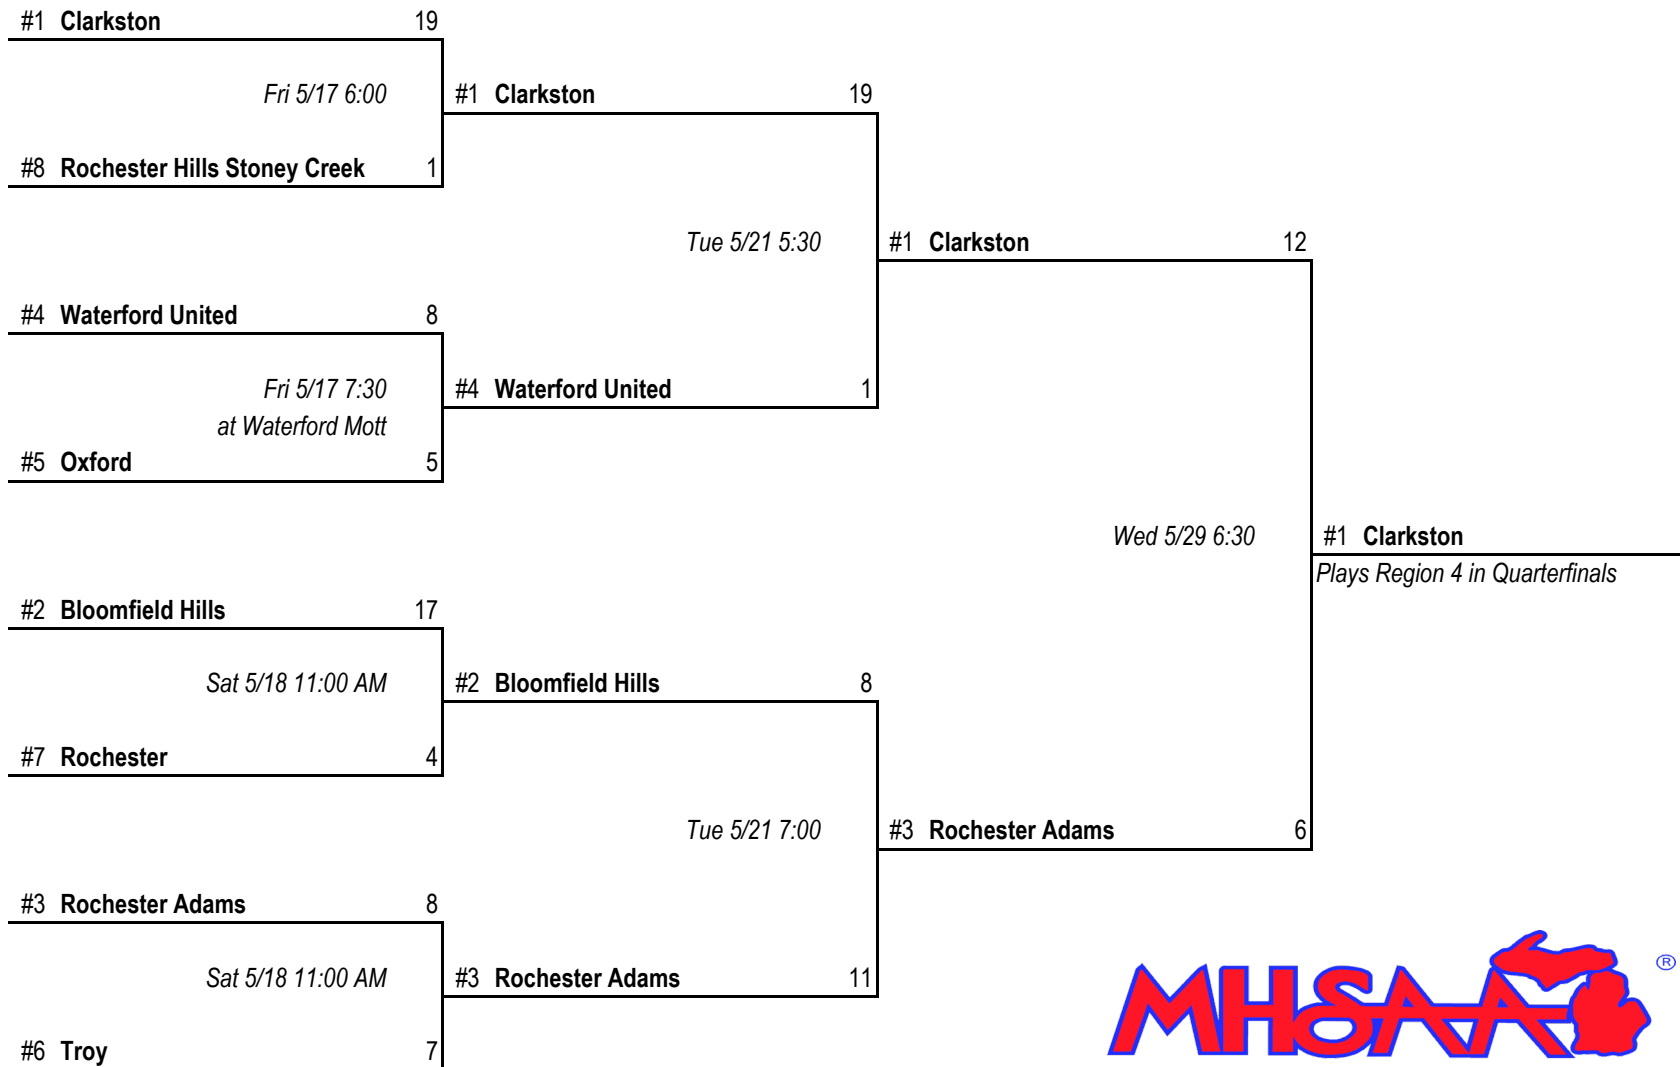 #1 Clarkston 19
Fri 5/17 6:00
#1 Clarkston 19
#8 Rochester Hills Stoney Creek 1
Tue 5/21 5:30
#1 Clarkston 12
#4 Waterford United 8
Fri 5/17 7:30
at Waterford Mott
#4 Waterford United 1
#5 Oxford 5
Wed 5/29 6:30
#1 Clarkston
Plays Region 4 in Quarterfinals
#2 Bloomfield Hills 17
Sat 5/18 11:00 AM
#2 Bloomfield Hills 8
#7 Rochester 4
Tue 5/21 7:00
#3 Rochester Adams 6
#3 Rochester Adams 8
Sat 5/18 11:00 AM
#3 Rochester Adams 11
#6 Troy 7
MHSAA ®